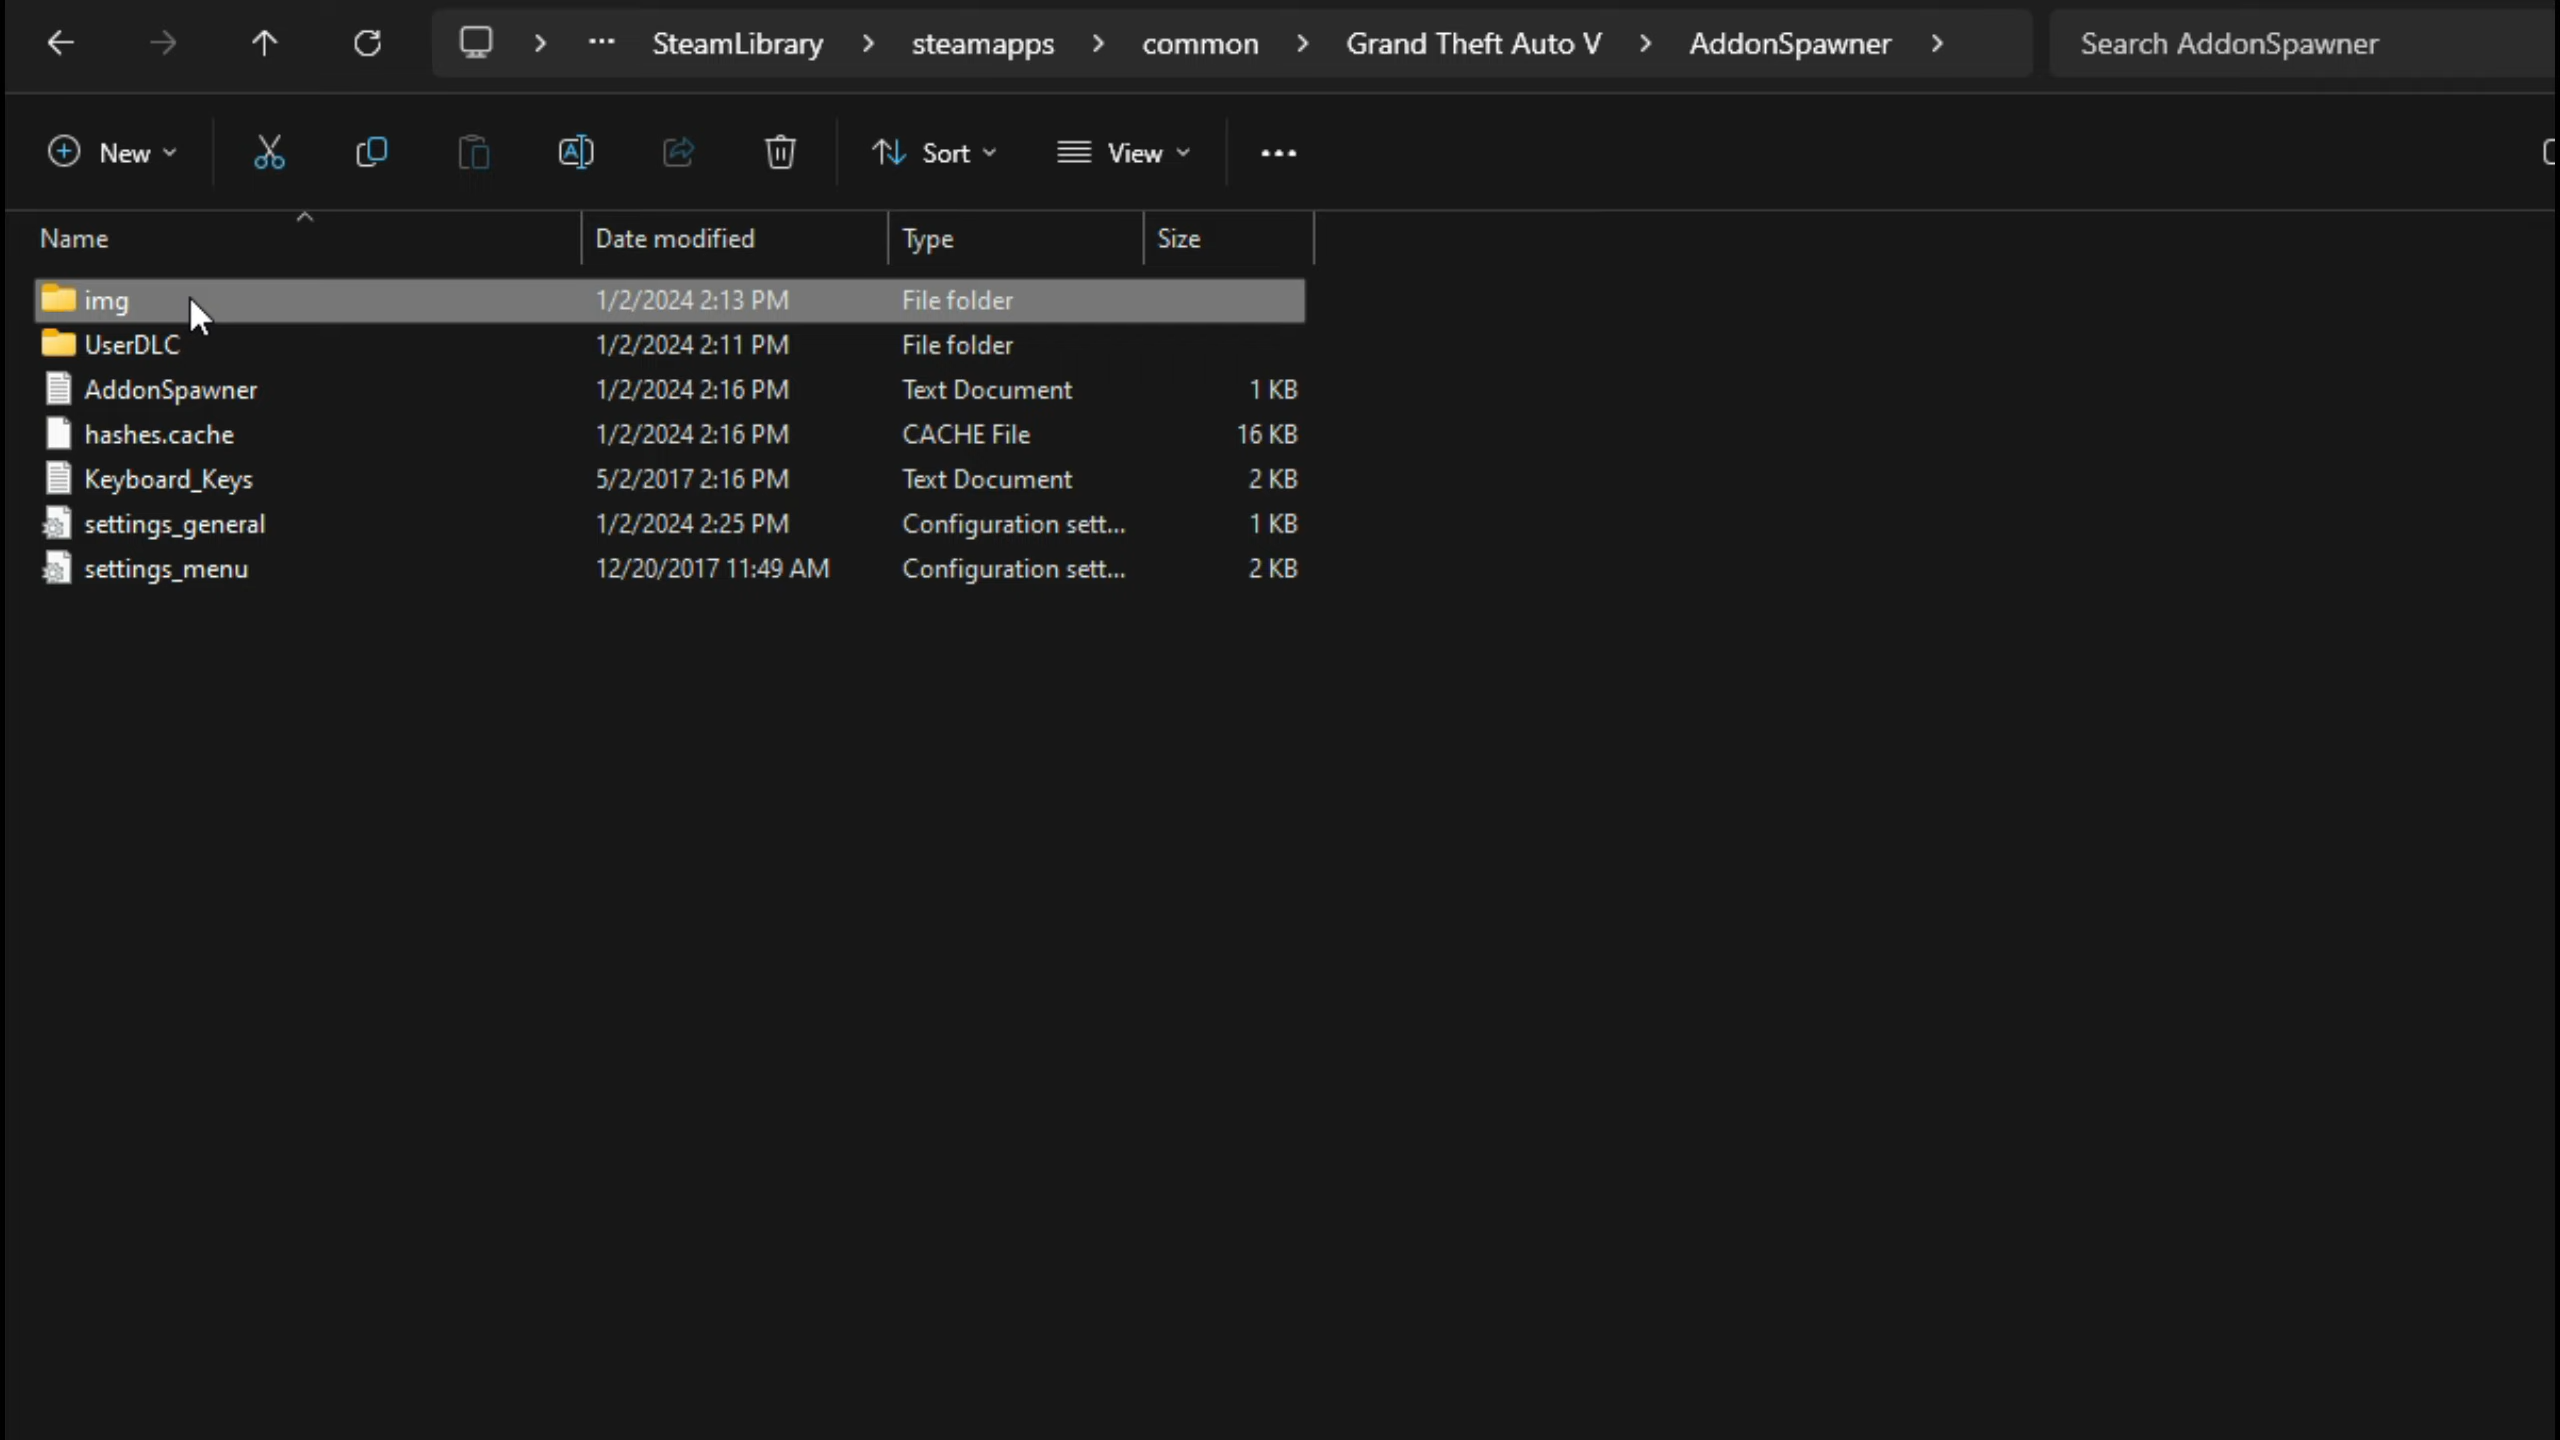 SteamLibrary > steamapps > common > Grand Theft Auto V > AddonSpawner > Search AddonSpawner
New Sort View
Name Date modified Type Size
img 1/2/2024 2:13 PM File folder
UserDLC 1/2/2024 2:11 PM File folder
AddonSpawner 1/2/2024 2:16 PM Text Document 1 KB
hashes.cache 1/2/2024 2:16 PM CACHE File 16 KB
Keyboard_Keys 5/2/2017 2:16 PM Text Document 2 KB
settings_general 1/2/2024 2:25 PM Configuration sett... 1 KB
settings_menu 12/20/2017 11:49 AM Configuration sett... 2 KB